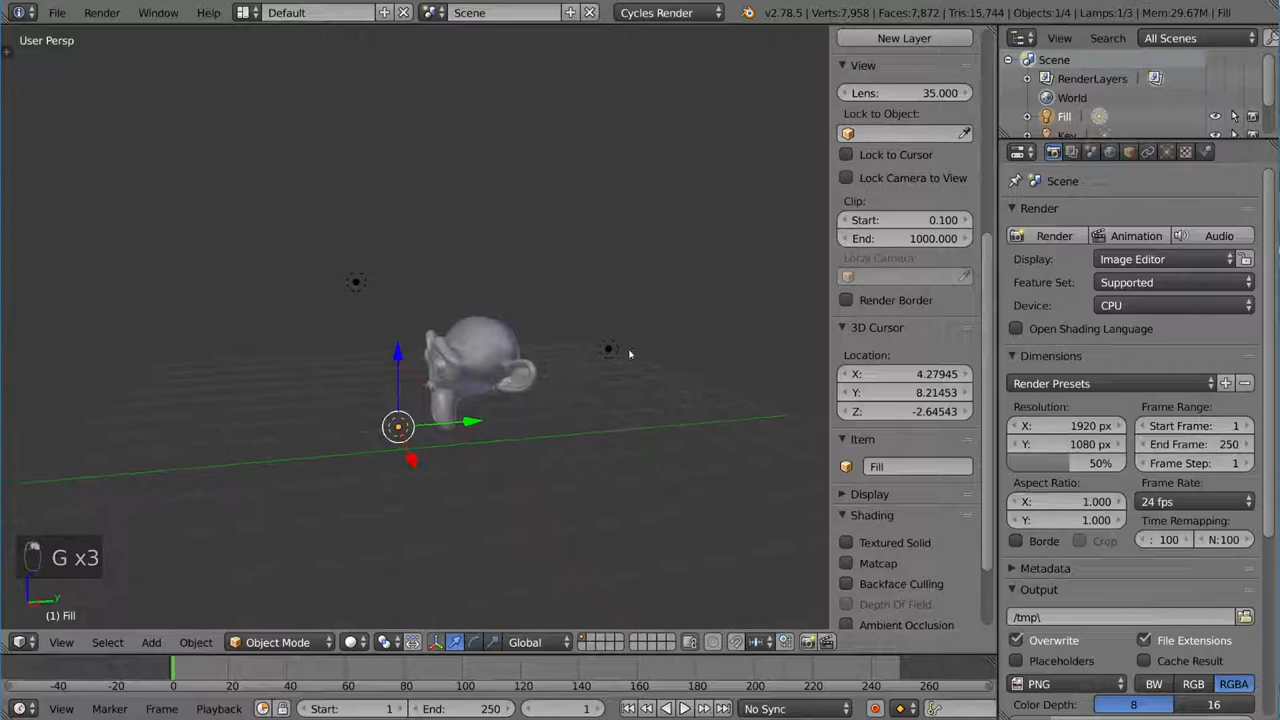 File Render Window Help Default Scene Cycles Render v2.78.5 | Verts:7,958 | Faces:7,872 | Tris:15,744 | Objects:1/4 | Lamps:1/3 | Mem:29.67M | Fill
User Persp
New Layer
View
Lens: 35.000
Lock to Object:
Lock to Cursor
Lock Camera to View
Clip:
Start: 0.100
End: 1000.000
Local Camera:
Render Border
3D Cursor
Location:
X: 4.27945
Y: 8.21453
Z: -2.64543
Item
Fill
Display
Shading
Textured Solid
Matcap
Backface Culling
Depth Of Field
Ambient Occlusion
View Search All Scenes
Scene
RenderLayers
World
Fill
Key
Scene
Render
Render Animation Audio
Display: Image Editor
Feature Set: Supported
Device: CPU
Open Shading Language
Dimensions
Render Presets
Resolution: Frame Range:
X: 1920 px Start Frame: 1
Y: 1080 px End Frame: 250
50% Frame Step: 1
Aspect Ratio: Frame Rate:
X: 1.000 24 fps
Y: 1.000 Time Remapping:
Borde Crop : 100 N:100
Metadata
Output
/tmp\
Overwrite File Extensions
Placeholders Cache Result
PNG BW RGB RGBA
Color Depth: 8 16
G x3
z
y
(1) Fill
View Select Add Object Object Mode Global
-40 -20 0 20 40 60 80 100 120 140 160 180 200 220 240 260
View Marker Frame Playback Start: 1 End: 250 1 No Sync